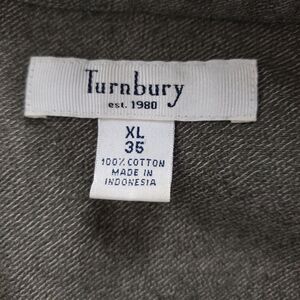 Turnbury
est. 1980
XL
35
100% COTTON
MADE IN
INDONESIA